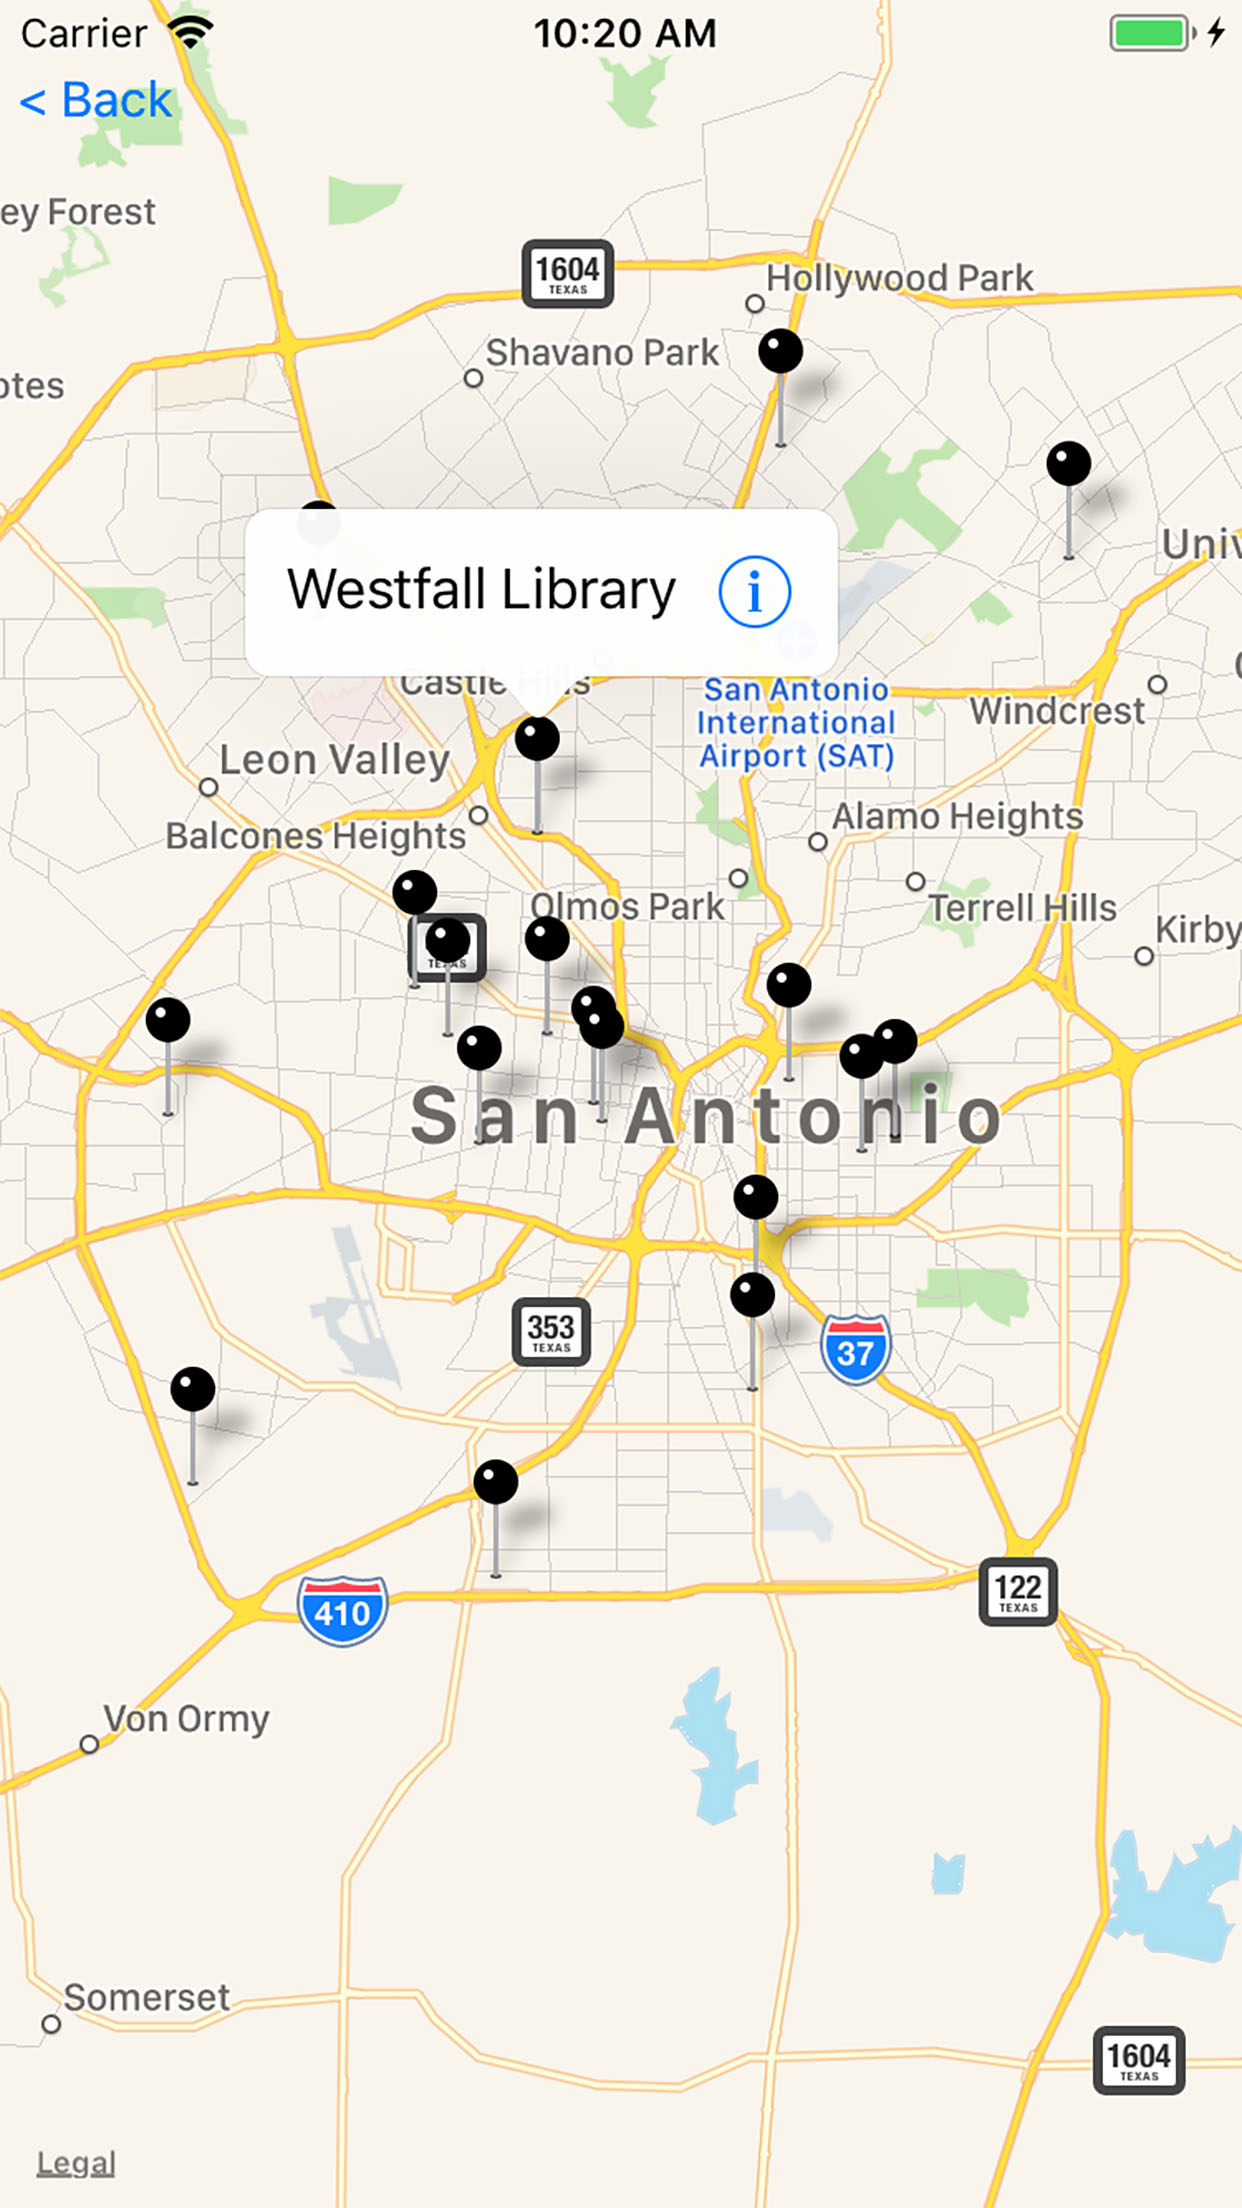 Carrier
10:20 AM
< Back
ey Forest
1604
TEXAS
Hollywood Park
Shavano Park
otes
Univ
Westfall Library
i
Castle Hills
San Antonio
International
Airport (SAT)
Windcrest
Leon Valley
Balcones Heights
Alamo Heights
Olmos Park
Terrell Hills
Kirby
TEXAS
San Antonio
353
TEXAS
37
410
122
TEXAS
Von Ormy
Somerset
1604
TEXAS
Legal